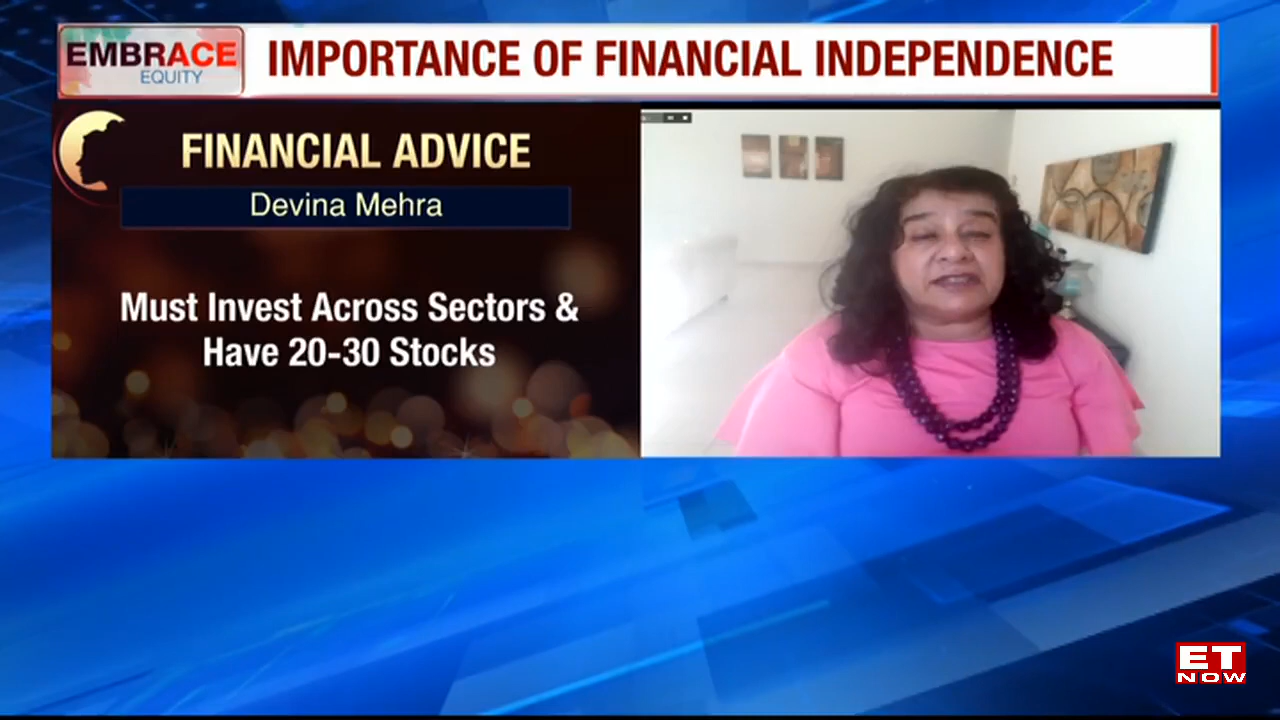 EMBRACE
EQUITY
IMPORTANCE OF FINANCIAL INDEPENDENCE
FINANCIAL ADVICE
Devina Mehra
Must Invest Across Sectors &
Have 20-30 Stocks
ET
NOW